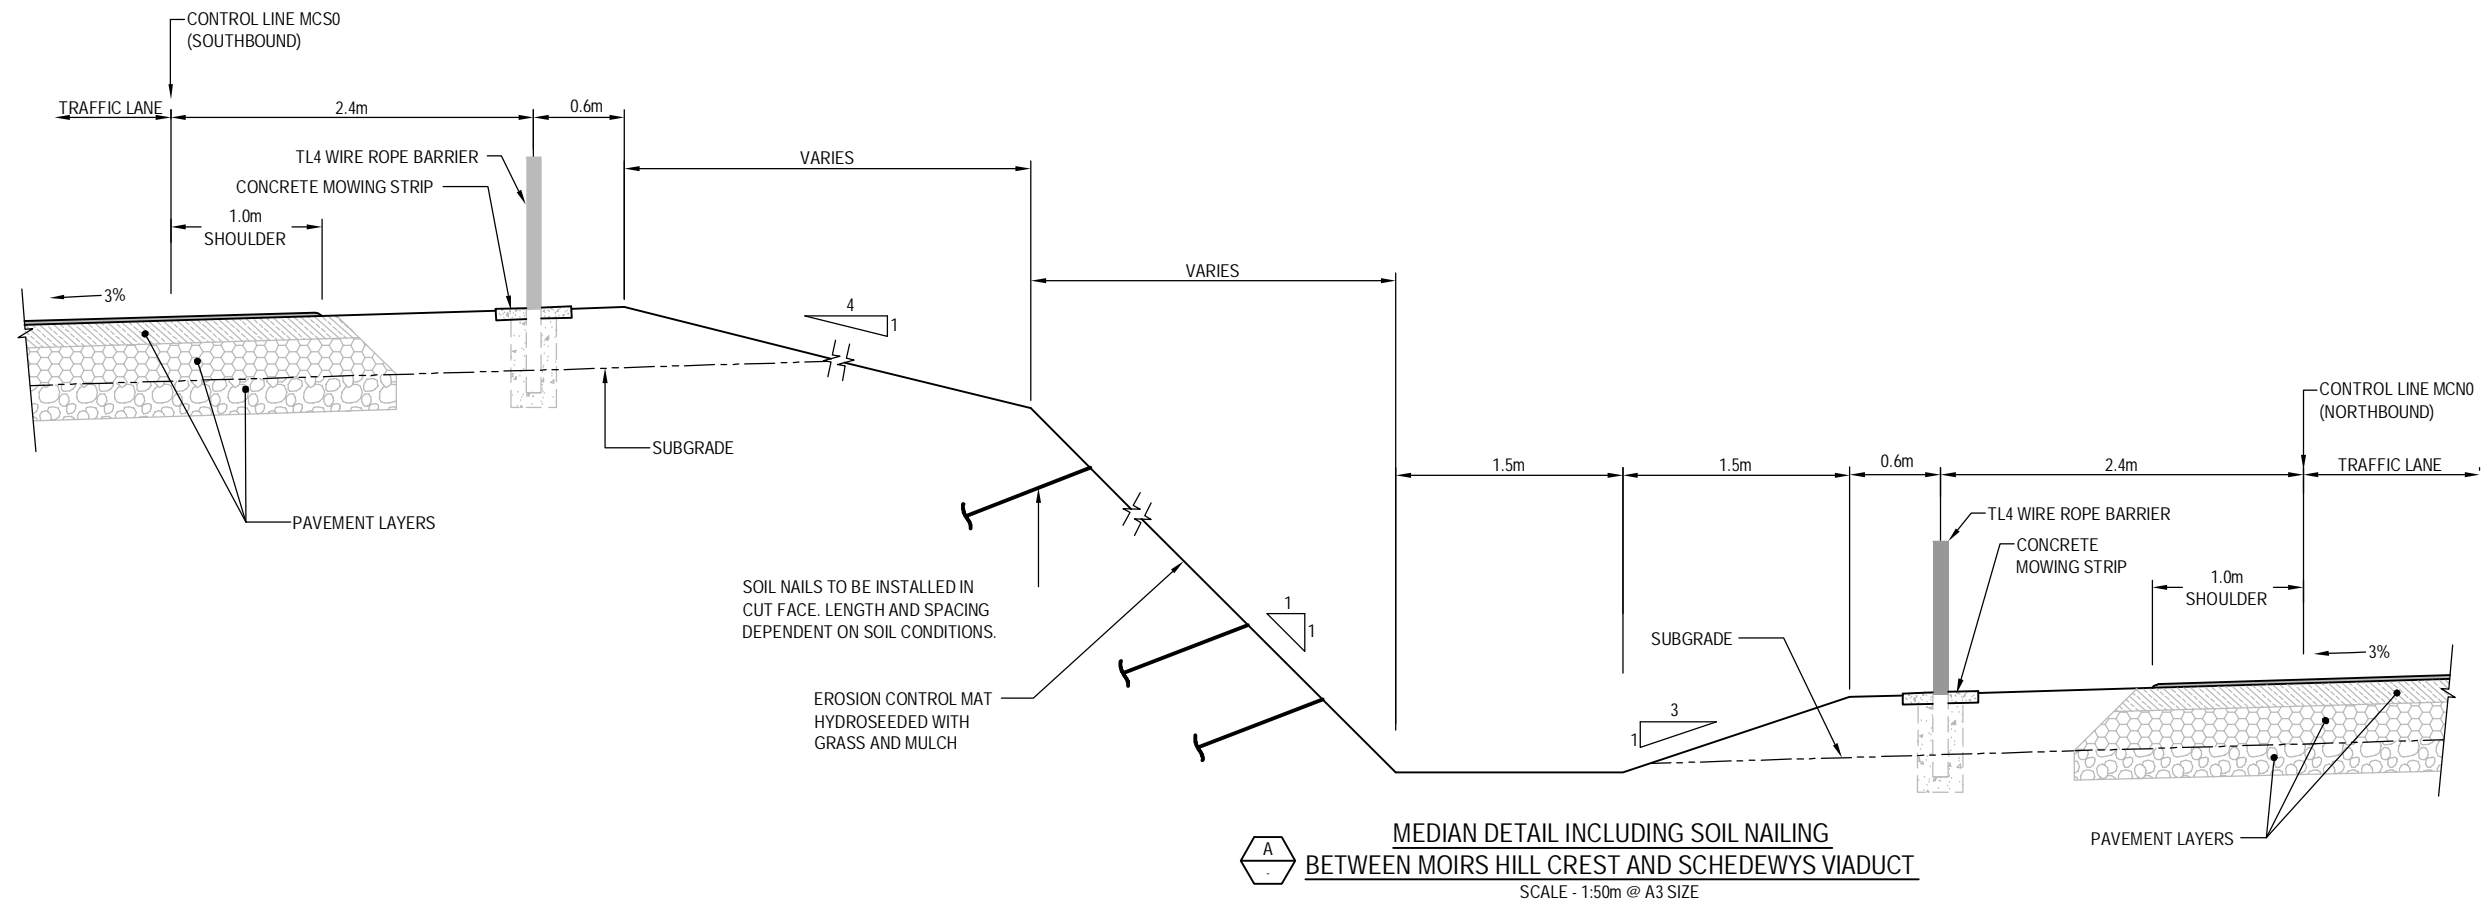 CONTROL LINE MCS0
(SOUTHBOUND)
TRAFFIC LANE
2.4m
0.6m
TL4 WIRE ROPE BARRIER
VARIES
CONCRETE MOWING STRIP
1.0m
SHOULDER
VARIES
3%
4
1
SUBGRADE
PAVEMENT LAYERS
SOIL NAILS TO BE INSTALLED IN
CUT FACE. LENGTH AND SPACING
DEPENDENT ON SOIL CONDITIONS.
EROSION CONTROL MAT
HYDROSEEDED WITH
GRASS AND MULCH
1
1
CONTROL LINE MCN0
(NORTHBOUND)
1.5m
1.5m
0.6m
2.4m
TRAFFIC LANE
TL4 WIRE ROPE BARRIER
CONCRETE
MOWING STRIP
1.0m
SHOULDER
SUBGRADE
3%
3
1
PAVEMENT LAYERS
A
-
MEDIAN DETAIL INCLUDING SOIL NAILING
BETWEEN MOIRS HILL CREST AND SCHEDEWYS VIADUCT
SCALE - 1:50m @ A3 SIZE